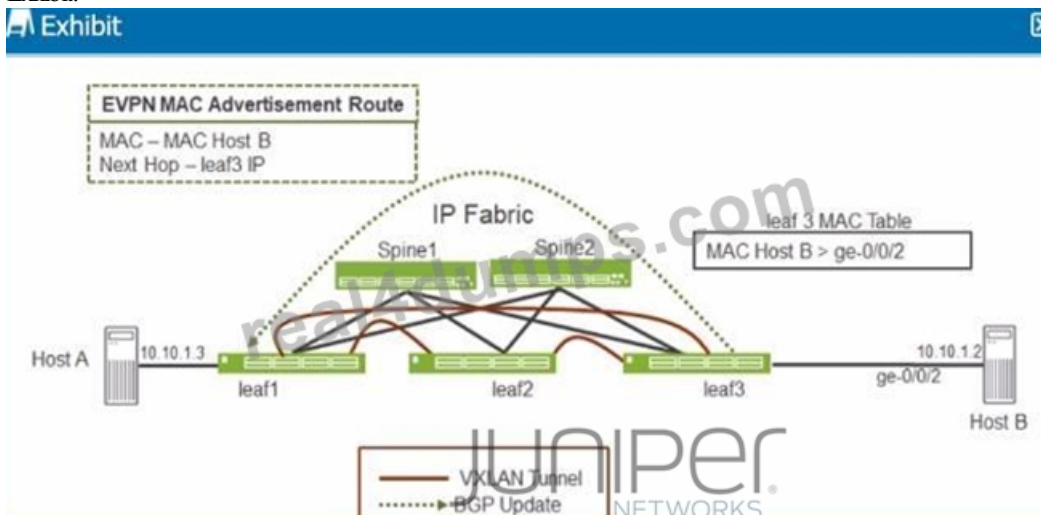 Exhibit
EVPN MAC Advertisement Route
MAC – MAC Host B
Next Hop – leaf3 IP
IP Fabric
leaf 3 MAC Table
MAC Host B > ge-0/0/2
Spine1
Spine2
real4dumps.com
Host A
10.10.1.3
leaf1
leaf2
leaf3
10.10.1.2
ge-0/0/2
Host B
JUNIPER
NETWORKS
VXLAN Tunnel
BGP Update